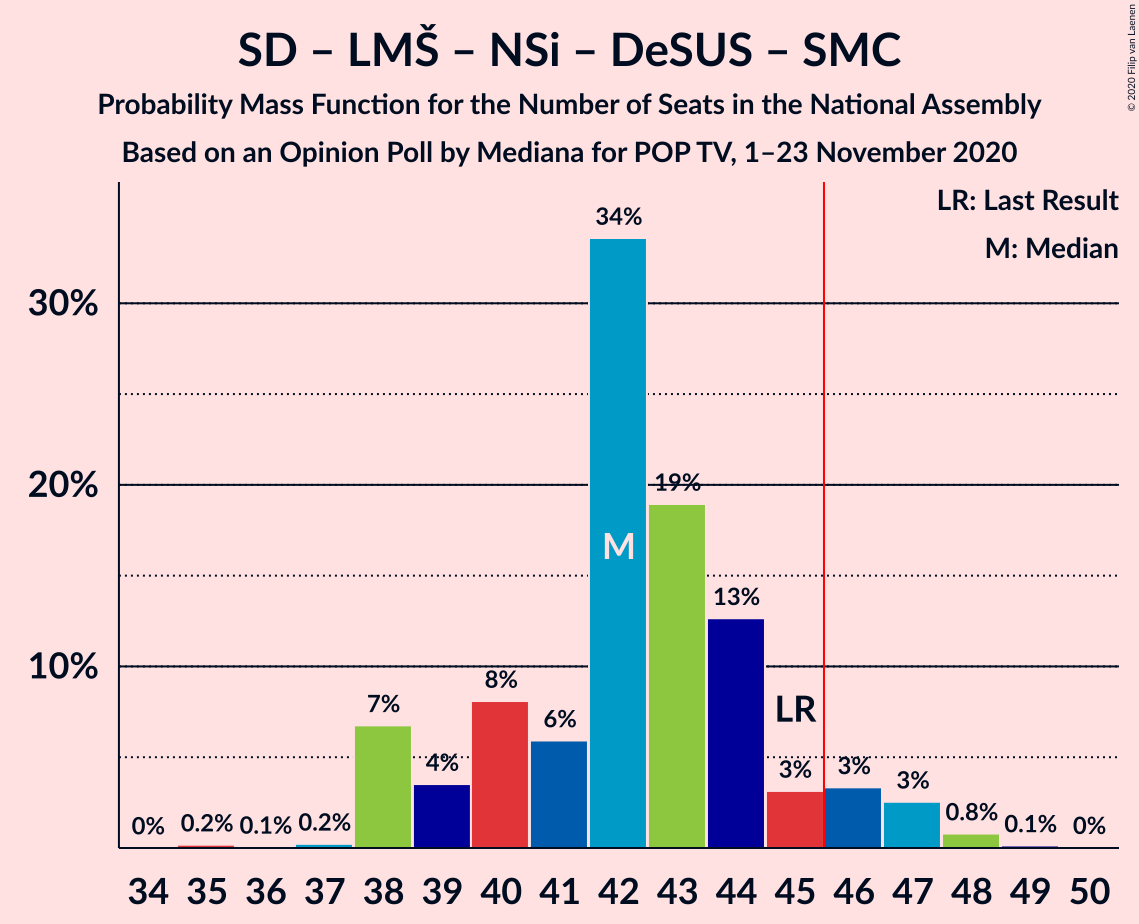 SD – LMŠ – NSi – DeSUS – SMC
Probability Mass Function for the Number of Seats in the National Assembly
Based on an Opinion Poll by Mediana for POP TV, 1–23 November 2020
© 2020 Filip van Laenen
LR: Last Result
M: Median
30%
20%
10%
0%
0.2%
0.1%
0.2%
7%
4%
8%
6%
34%
M
19%
13%
LR
3%
3%
3%
0.8%
0.1%
0%
34 35 36 37 38 39 40 41 42 43 44 45 46 47 48 49 50